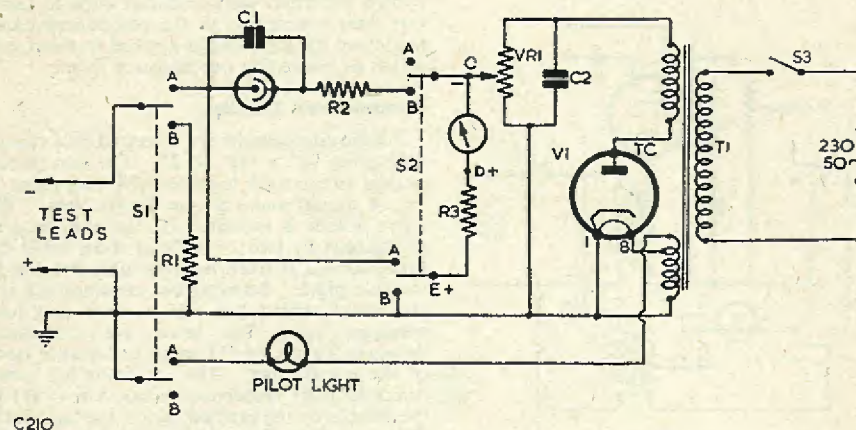 C1
A
A
C
VR1
C2
R2
B
B
S3
TC
T1
V1
230
50~
S2
D+
R3
TEST
LEADS
S1
R1
A
E+
B
1
8
A
PILOT LIGHT
B
C210